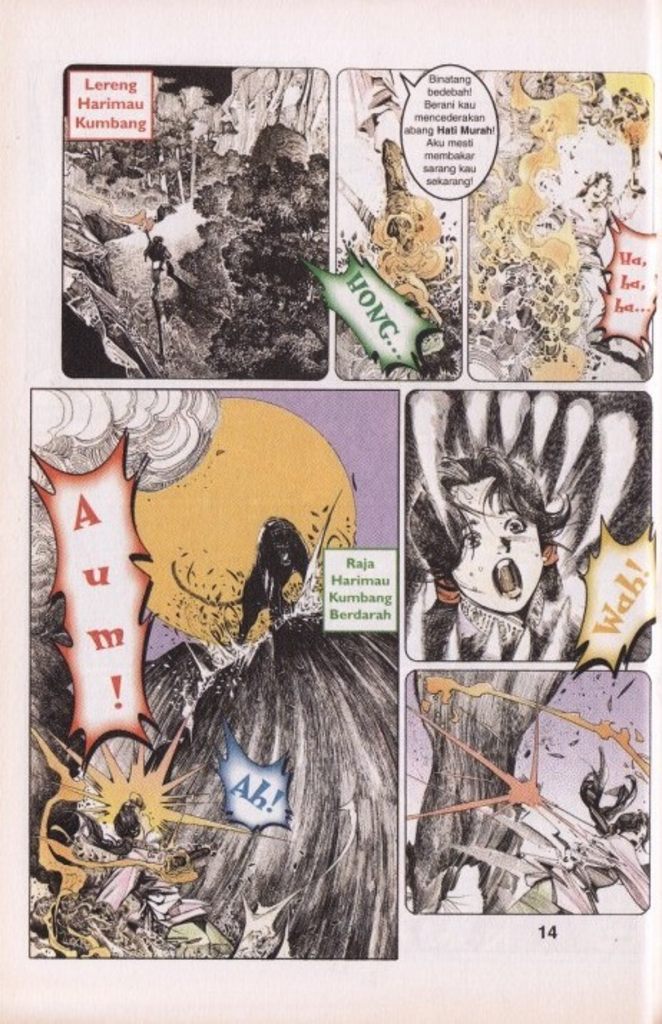 Lereng
Harimau
Kumbang
Binatang
bedebah!
Berani kau
mencederakan
abang Hati Murah!
Aku mesti
membakar
sarang kau
sekarang!
HONG...
Ha,
ha,
ha...
Aum!
Raja
Harimau
Kumbang
Berdarah
Ah!
Wah!
14